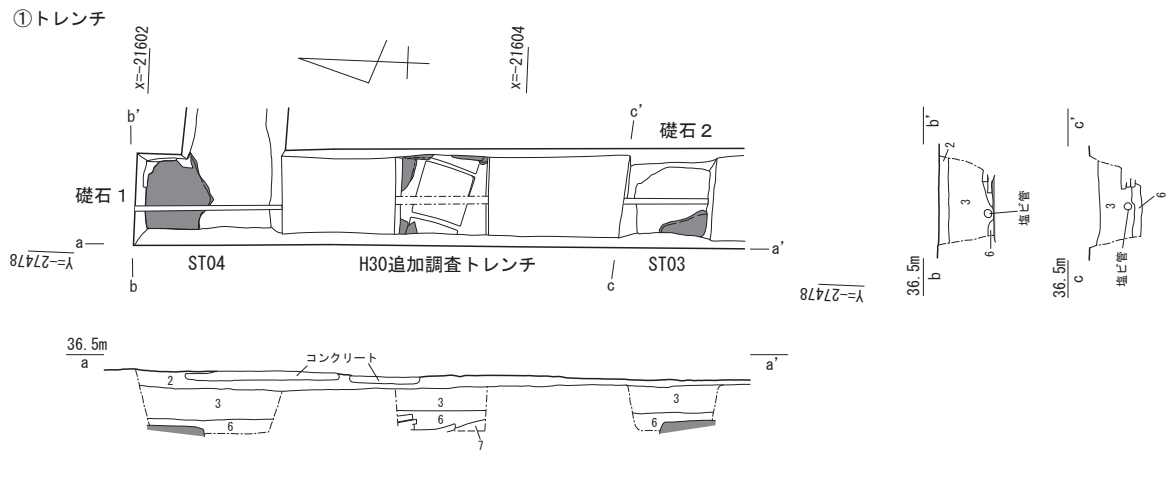 ①トレンチ
x=-21602
x=-21604
b'
c'
礎石２
礎石１
a
a'
Y=-27478
ST04
H30追加調査トレンチ
ST03
b
c
Y=-27478
36.5m
a
コンクリート
a'
2
3
3
3
6
6
6
7
b'
2
3
6
塩ビ管
36.5m
b
c'
3
6
塩ビ管
36.5m
c